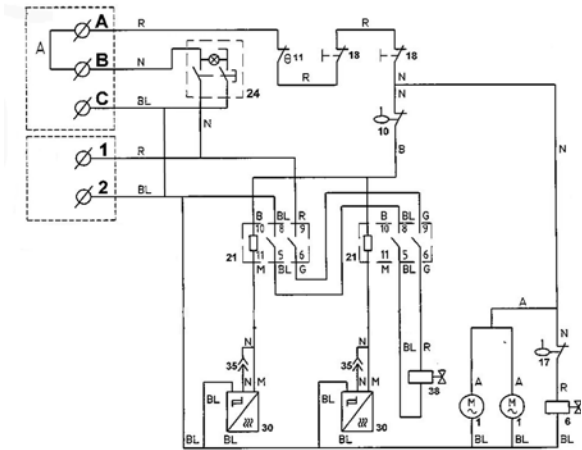 A R R
A
B N
11 18 18
R
N
C BL 24 N
1
10
N
1 R B N
2 BL
B BL R B BL G
10 8 9 10 8 9
21 21
11 5 6 11 5 6
M BL G M BL G
A
N N N
1
35 35 BL R 17
N M N M 38 R
BL BL A A
M M
30 30 1 1 6
BL BL BL BL BL BL